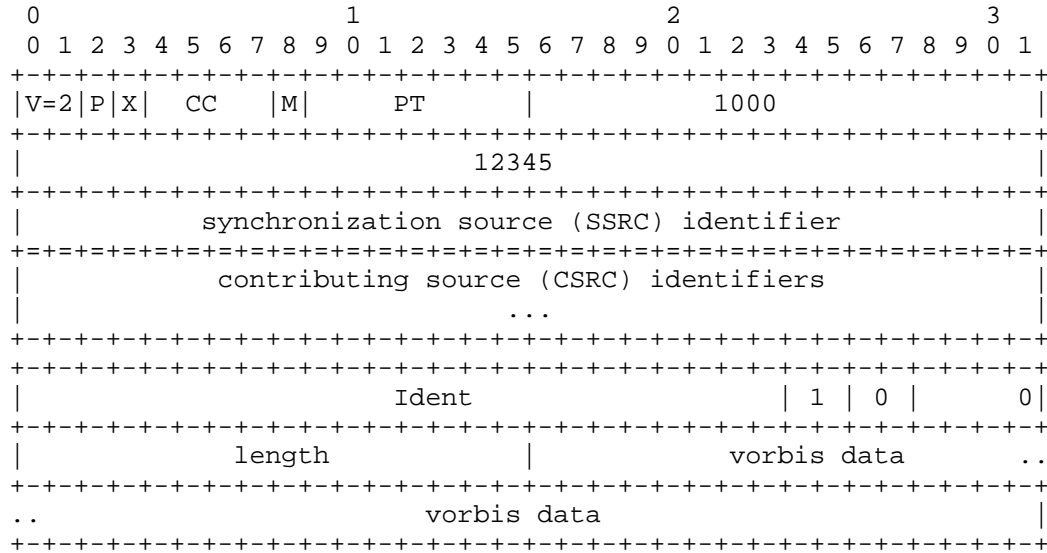 0                   1                   2                   3
 0 1 2 3 4 5 6 7 8 9 0 1 2 3 4 5 6 7 8 9 0 1 2 3 4 5 6 7 8 9 0 1
+-+-+-+-+-+-+-+-+-+-+-+-+-+-+-+-+-+-+-+-+-+-+-+-+-+-+-+-+-+-+-+-+
|V=2|P|X|  CC   |M|     PT      |           1000                |
+-+-+-+-+-+-+-+-+-+-+-+-+-+-+-+-+-+-+-+-+-+-+-+-+-+-+-+-+-+-+-+-+
|                            12345                              |
+-+-+-+-+-+-+-+-+-+-+-+-+-+-+-+-+-+-+-+-+-+-+-+-+-+-+-+-+-+-+-+-+
|           synchronization source (SSRC) identifier            |
+=+=+=+=+=+=+=+=+=+=+=+=+=+=+=+=+=+=+=+=+=+=+=+=+=+=+=+=+=+=+=+=+
|            contributing source (CSRC) identifiers             |
|                              ...                              |
+-+-+-+-+-+-+-+-+-+-+-+-+-+-+-+-+-+-+-+-+-+-+-+-+-+-+-+-+-+-+-+-+
+-+-+-+-+-+-+-+-+-+-+-+-+-+-+-+-+-+-+-+-+-+-+-+-+-+-+-+-+-+-+-+-+
|                       Ident                   | 1 | 0 |      0|
+-+-+-+-+-+-+-+-+-+-+-+-+-+-+-+-+-+-+-+-+-+-+-+-+-+-+-+-+-+-+-+-+
|             length            |            vorbis data       ..
+-+-+-+-+-+-+-+-+-+-+-+-+-+-+-+-+-+-+-+-+-+-+-+-+-+-+-+-+-+-+-+-+
..                        vorbis data                           |
+-+-+-+-+-+-+-+-+-+-+-+-+-+-+-+-+-+-+-+-+-+-+-+-+-+-+-+-+-+-+-+-+